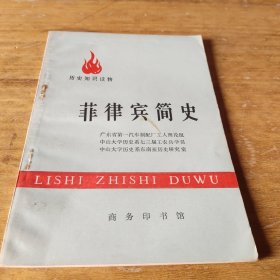 历史知识读物
菲律宾简史
广东省第一汽车制配厂工人理论组
中山大学历史系七三届工农兵学员
中山大学历史系东南亚历史研究室
LISHI ZHISHI DUWU
商务印书馆